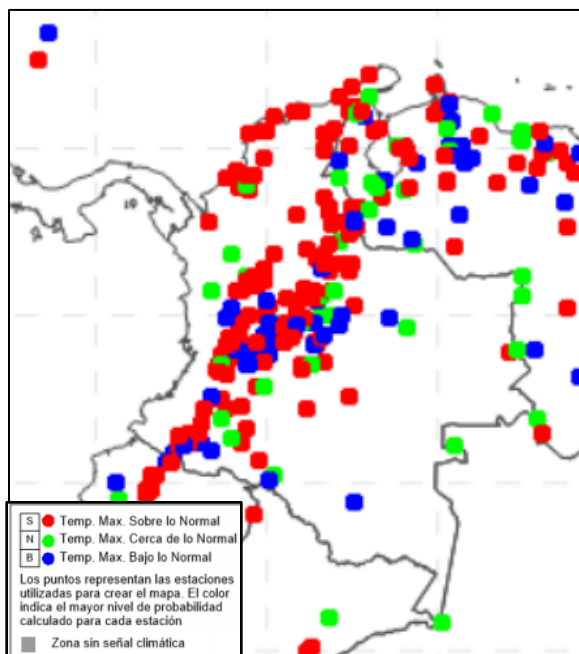 S Temp. Max. Sobre lo Normal
N Temp. Max. Cerca de lo Normal
B Temp. Max. Bajo lo Normal
Los puntos representan las estaciones
utilizadas para crear el mapa. El color
indica el mayor nivel de probabilidad
calculado para cada estación
Zona sin señal climática